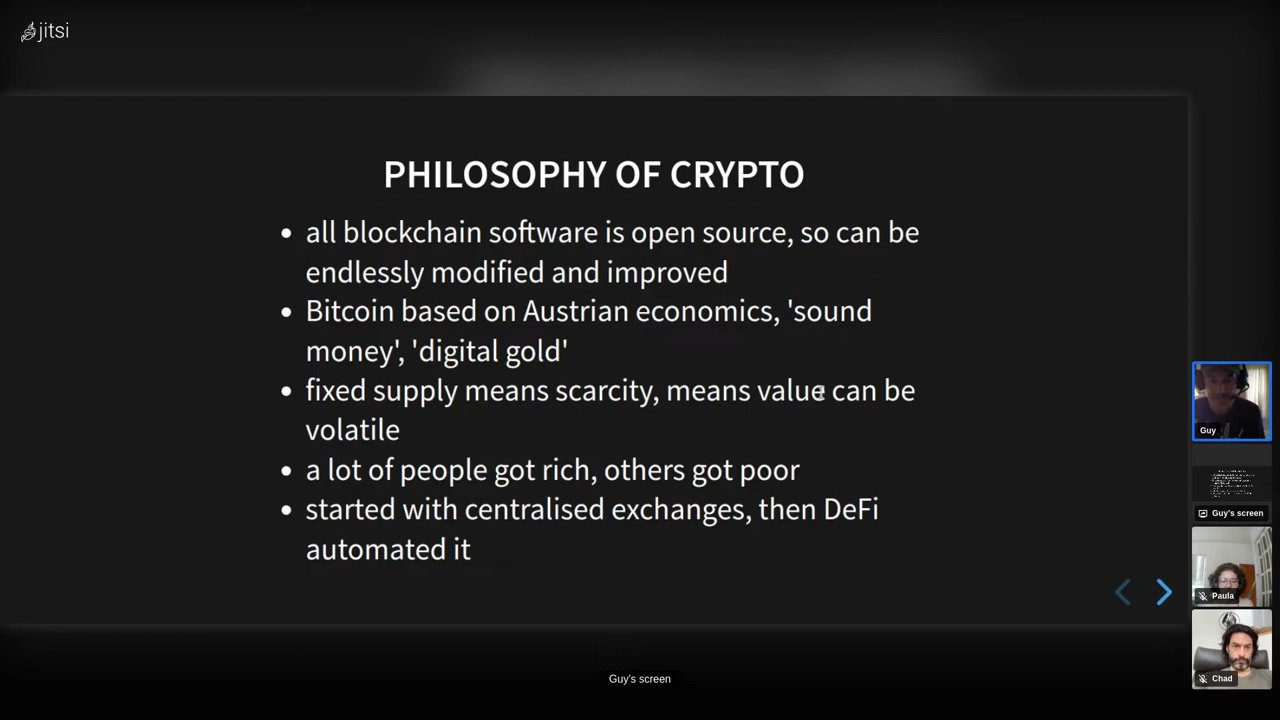 jitsi
PHILOSOPHY OF CRYPTO
• all blockchain software is open source, so can be
endlessly modified and improved
• Bitcoin based on Austrian economics, 'sound
money', 'digital gold'
• fixed supply means scarcity, means value can be
volatile
• a lot of people got rich, others got poor
• started with centralised exchanges, then DeFi
automated it
Guy
Guy's screen
Paula
Chad
Guy's screen